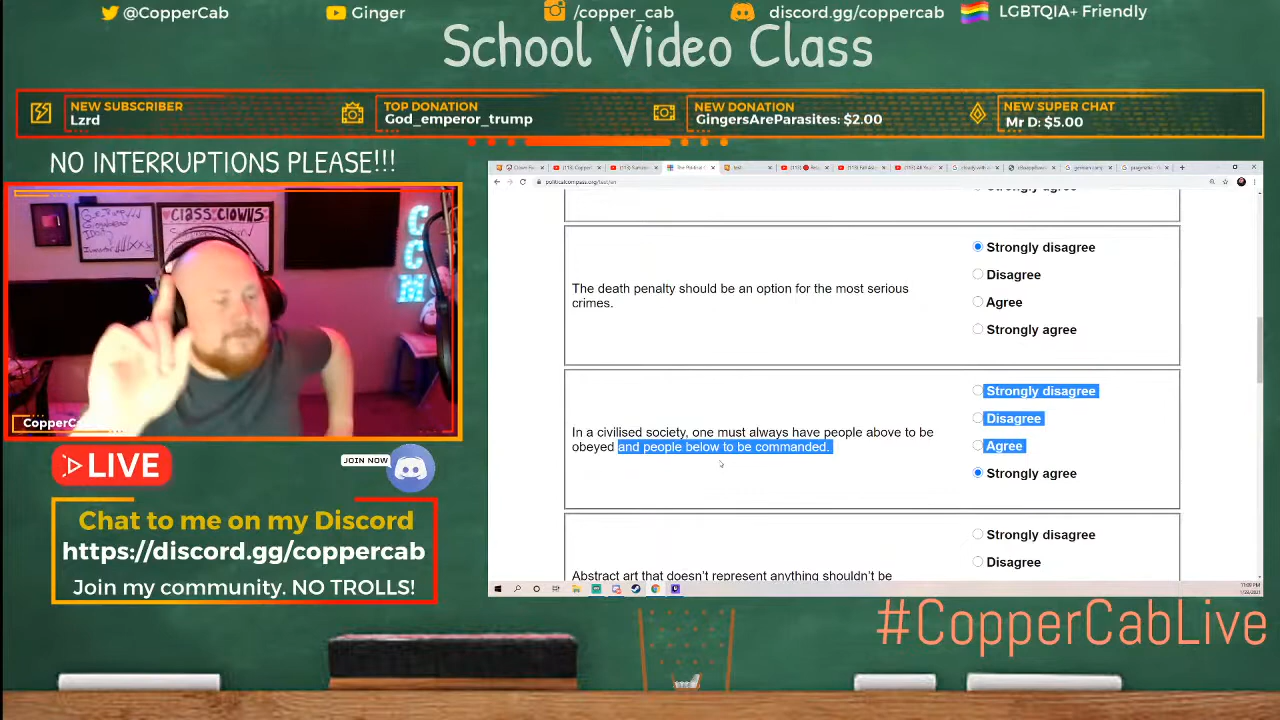 @CopperCab
Ginger
/copper_cab
discord.gg/coppercab
LGBTQIA+ Friendly
School Video Class
NEW SUBSCRIBER
Lzrd
TOP DONATION
God_emperor_trump
NEW DONATION
GingersAreParasites: $2.00
NEW SUPER CHAT
Mr D: $5.00
NO INTERRUPTIONS PLEASE!!!
CLASS CLOWNS
C
C
M
CopperC
LIVE
JOIN NOW
Chat to me on my Discord
https://discord.gg/coppercab
Join my community. NO TROLLS!
politicalcompass.org/test/en
Strongly agree
The death penalty should be an option for the most serious
crimes.
Strongly disagree
Disagree
Agree
Strongly agree
In a civilised society, one must always have people above to be
obeyed and people below to be commanded.
Strongly disagree
Disagree
Agree
Strongly agree
Abstract art that doesn't represent anything shouldn't be
Strongly disagree
Disagree
#CopperCabLive